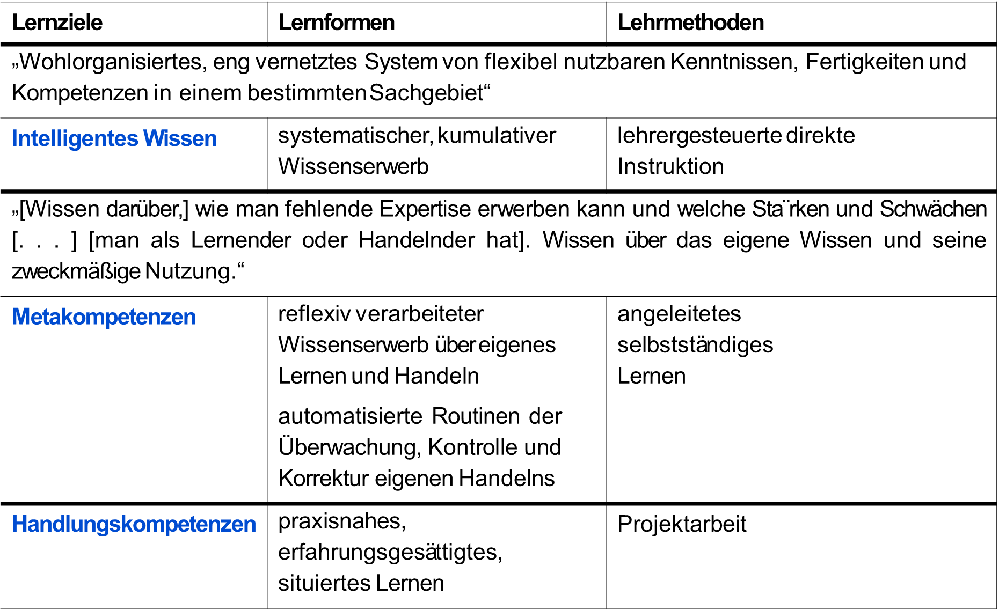 Lernziele Lernformen Lehrmethoden
„Wohlorganisiertes, eng vernetztes System von flexibel nutzbaren Kenntnissen, Fertigkeiten und
Kompetenzen in einem bestimmten Sachgebiet“
Intelligentes Wissen
systematischer, kumulativer
Wissenserwerb
lehrergesteuerte direkte
Instruktion
„[Wissen darüber,] wie man fehlende Expertise erwerben kann und welche Stärken und Schwächen
[. . . ] [man als Lernender oder Handelnder hat]. Wissen über das eigene Wissen und seine
zweckmäßige Nutzung.“
Metakompetenzen
reflexiv verarbeiteter
Wissenserwerb über eigenes
Lernen und Handeln
automatisierte Routinen der
Überwachung, Kontrolle und
Korrektur eigenen Handelns
angeleitetes
selbstständiges
Lernen
Handlungskompetenzen
praxisnahes,
erfahrungsgesättigtes,
situiertes Lernen
Projektarbeit